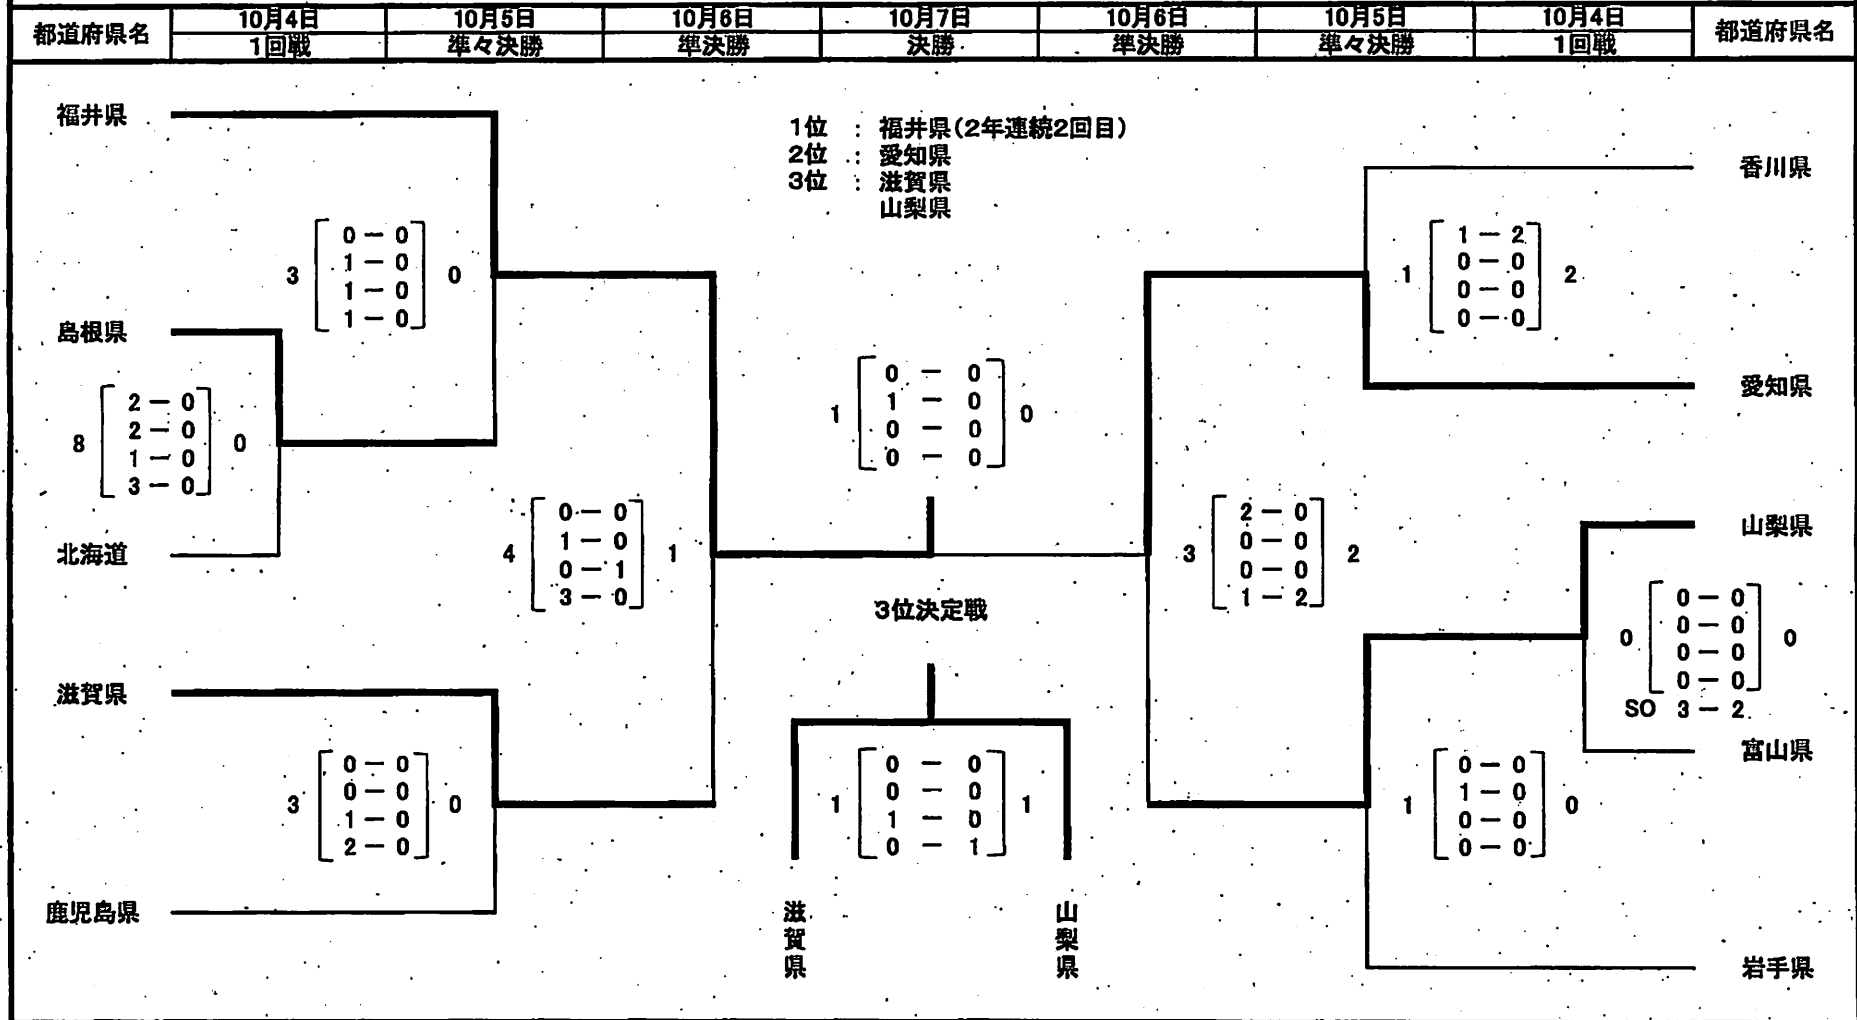 都道府県名 10月4日 10月5日 10月6日 10月7日 10月6日 10月5日 10月4日 都道府県名
1回戦 準々決勝 準決勝 決勝 準決勝 準々決勝 1回戦
福井県
1位 : 福井県(2年連続2回目)
2位 : 愛知県
3位 : 滋賀県
山梨県
香川県
3 0
0 - 0
1 - 0
1 - 0
1 - 0
1 2
1 - 2
0 - 0
0 - 0
0 - 0
島根県
愛知県
8 0
2 - 0
2 - 0
1 - 0
3 - 0
1 0
0 - 0
1 - 0
0 - 0
0 - 0
北海道
4 1
0 - 0
1 - 0
0 - 1
3 - 0
3 2
2 - 0
0 - 0
0 - 0
1 - 2
山梨県
0 0
0 - 0
0 - 0
0 - 0
0 - 0
SO 3 - 2
富山県
3位決定戦
滋賀県
3 0
0 - 0
0 - 0
1 - 0
2 - 0
1 1
0 - 0
0 - 0
1 - 0
0 - 1
1 0
0 - 0
1 - 0
0 - 0
0 - 0
鹿児島県
滋賀県
山梨県
岩手県